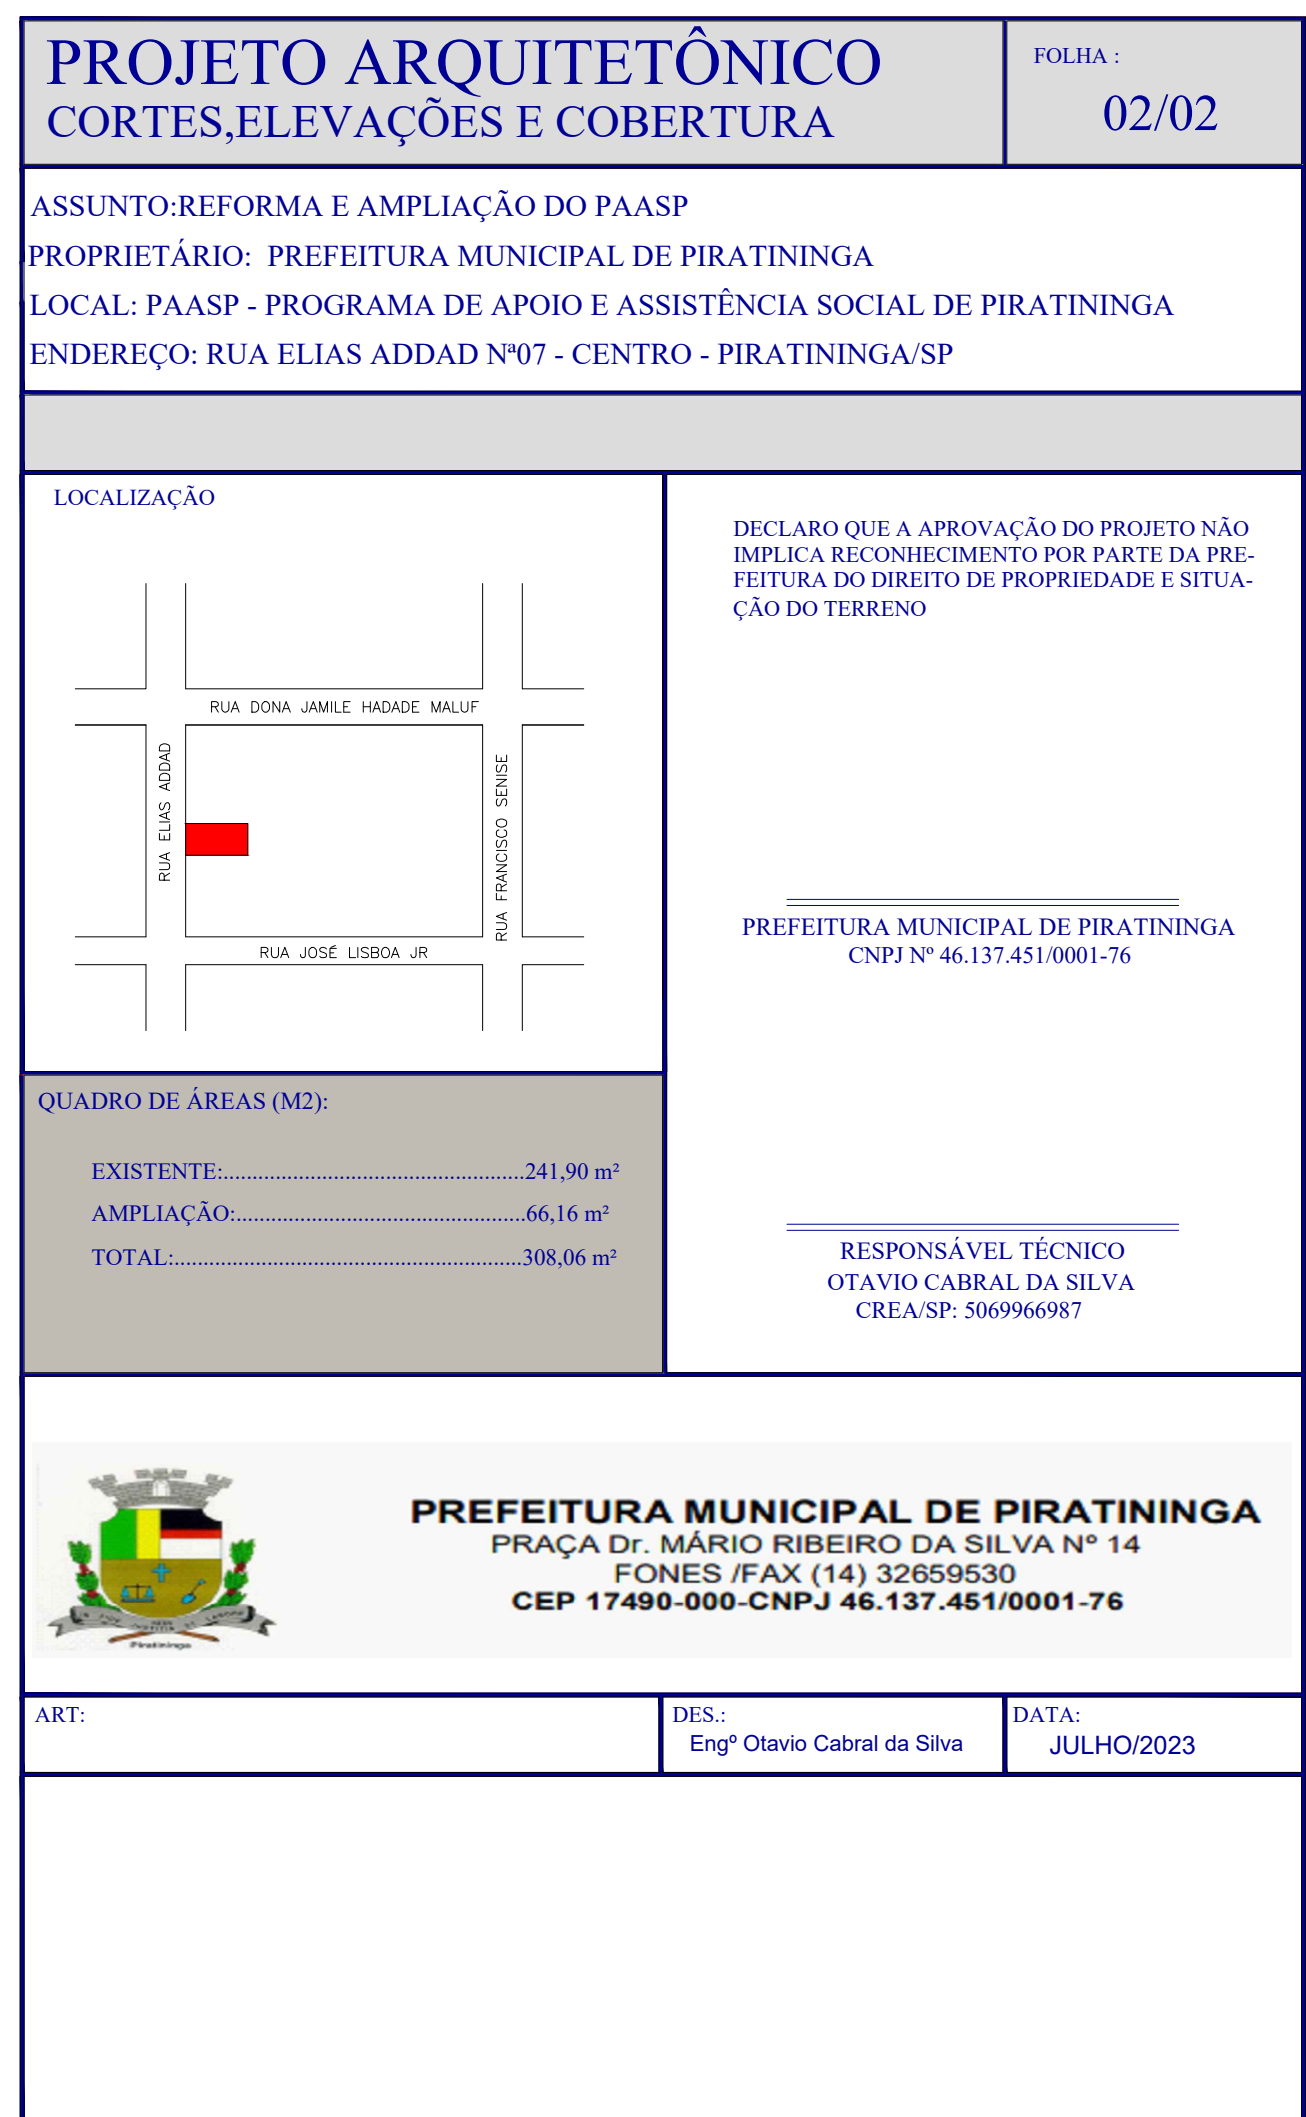 PROJETO ARQUITETÔNICO
CORTES,ELEVAÇÕES E COBERTURA
FOLHA :
02/02
ASSUNTO:REFORMA E AMPLIAÇÃO DO PAASP
PROPRIETÁRIO: PREFEITURA MUNICIPAL DE PIRATININGA
LOCAL: PAASP - PROGRAMA DE APOIO E ASSISTÊNCIA SOCIAL DE PIRATININGA
ENDEREÇO: RUA ELIAS ADDAD Nª07 - CENTRO - PIRATININGA/SP
LOCALIZAÇÃO
RUA DONA JAMILE HADADE MALUF
RUA ELIAS ADDAD
RUA FRANCISCO SENISE
RUA JOSÉ LISBOA JR
DECLARO QUE A APROVAÇÃO DO PROJETO NÃO
IMPLICA RECONHECIMENTO POR PARTE DA PRE-
FEITURA DO DIREITO DE PROPRIEDADE E SITUA-
ÇÃO DO TERRENO
PREFEITURA MUNICIPAL DE PIRATININGA
CNPJ Nº 46.137.451/0001-76
QUADRO DE ÁREAS (M2):
EXISTENTE:....................................................241,90 m²
AMPLIAÇÃO:..................................................66,16 m²
TOTAL:............................................................308,06 m²
RESPONSÁVEL TÉCNICO
OTAVIO CABRAL DA SILVA
CREA/SP: 5069966987
PREFEITURA MUNICIPAL DE PIRATININGA
PRAÇA Dr. MÁRIO RIBEIRO DA SILVA Nº 14
FONES /FAX (14) 32659530
CEP 17490-000-CNPJ 46.137.451/0001-76
Piratininga
ART:
DES.:
Engº Otavio Cabral da Silva
DATA:
JULHO/2023